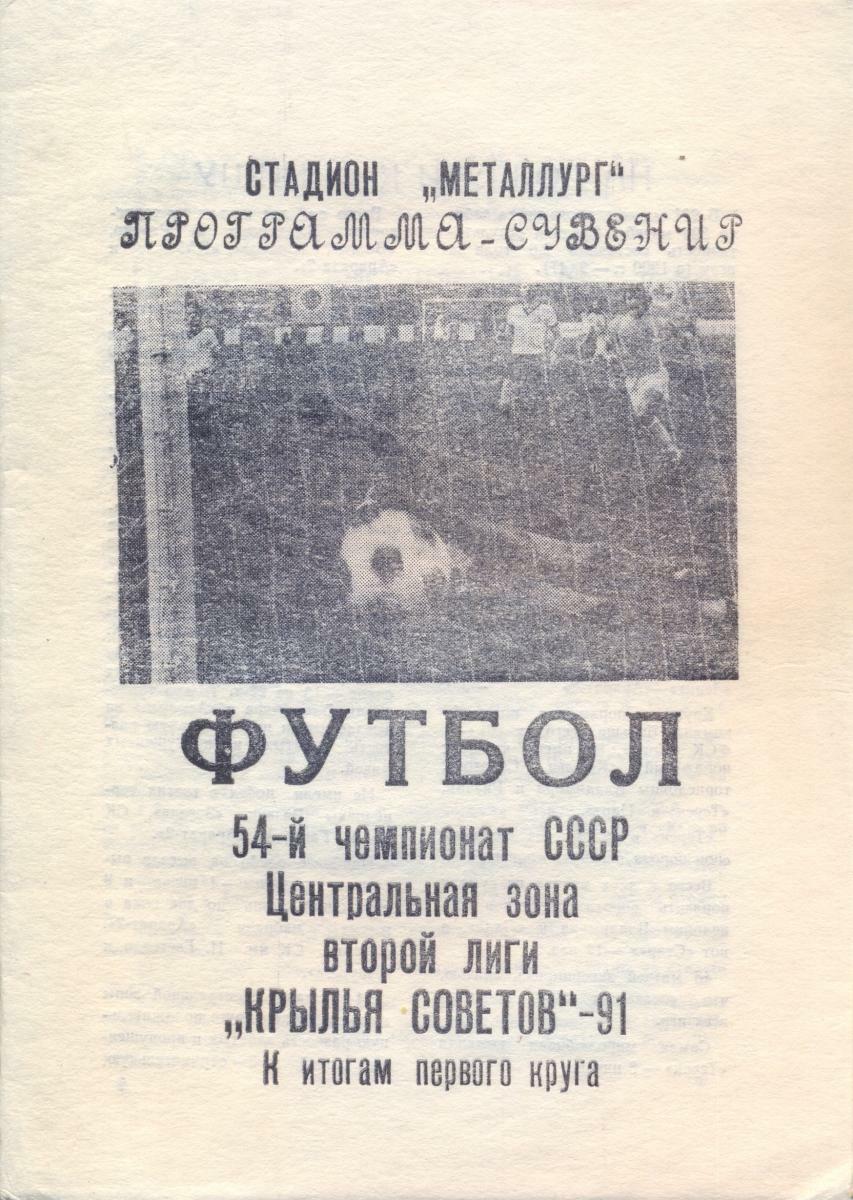 СТАДИОН „МЕТАЛЛУРГ“
ПРОГРАММА-СУВЕНИР
ФУТБОЛ
54-й чемпионат СССР
Центральная зона
второй лиги
„КРЫЛЬЯ СОВЕТОВ“-91
К итогам первого круга